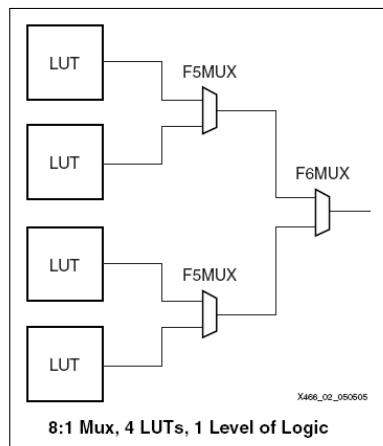 LUT
F5MUX
LUT
F6MUX
LUT
F5MUX
LUT
X466_02_050505
8:1 Mux, 4 LUTs, 1 Level of Logic